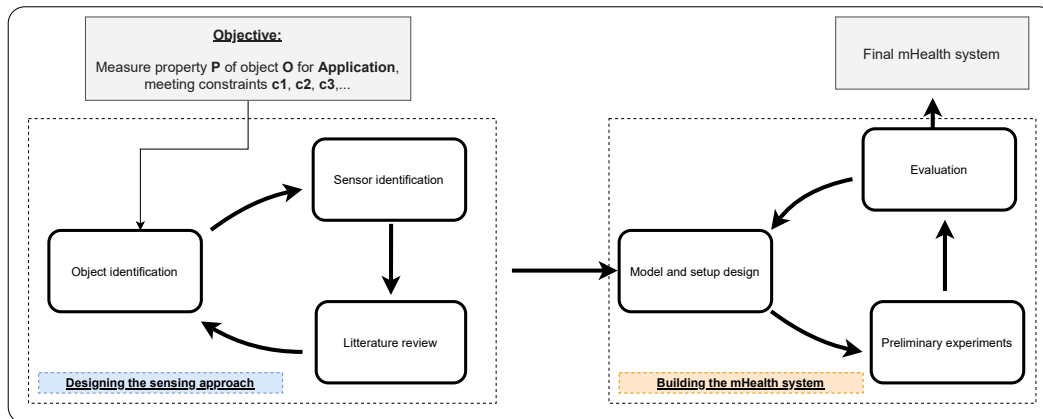 Objective:
Measure property P of object O for Application,
meeting constraints c1, c2, c3,...
Object identification
Sensor identification
Litterature review
Designing the sensing approach
Final mHealth system
Evaluation
Model and setup design
Preliminary experiments
Building the mHealth system